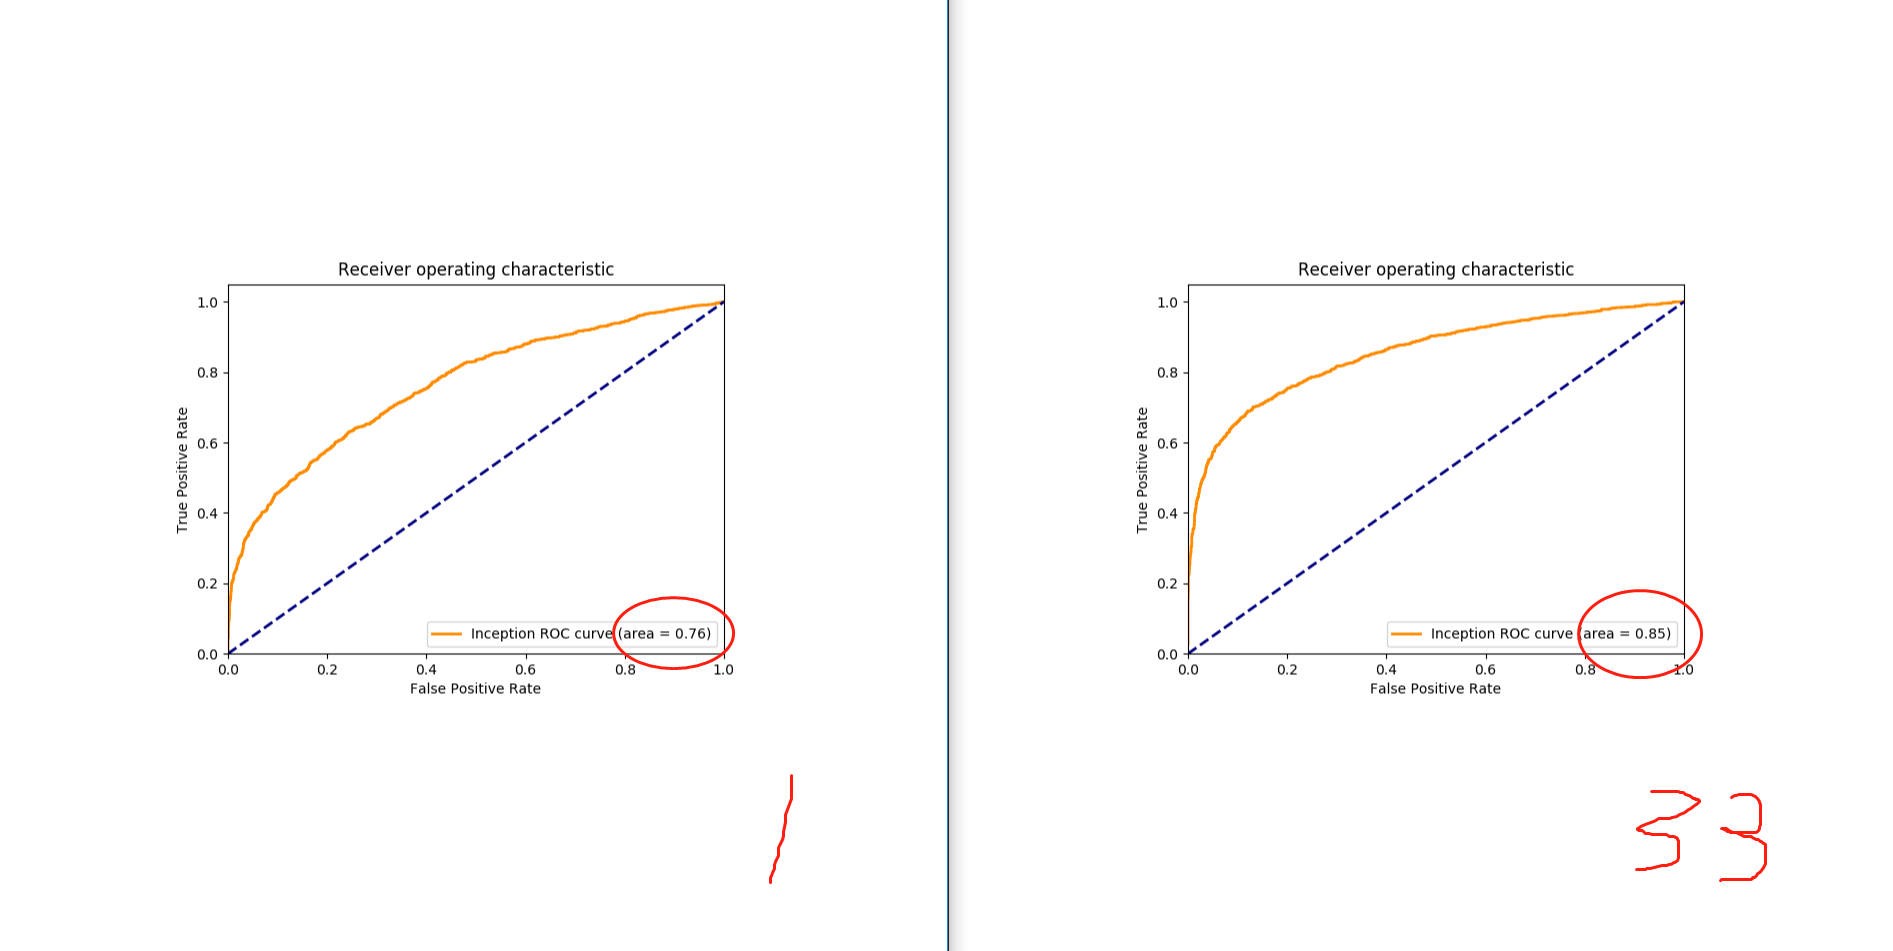 Receiver operating characteristic
1.0
0.8
0.6
0.4
0.2
0.0
True Positive Rate
Inception ROC curve (area = 0.76)
0.0 0.2 0.4 0.6 0.8 1.0
False Positive Rate
1
Receiver operating characteristic
1.0
0.8
0.6
0.4
0.2
0.0
True Positive Rate
Inception ROC curve (area = 0.85)
0.0 0.2 0.4 0.6 0.8 1.0
False Positive Rate
33